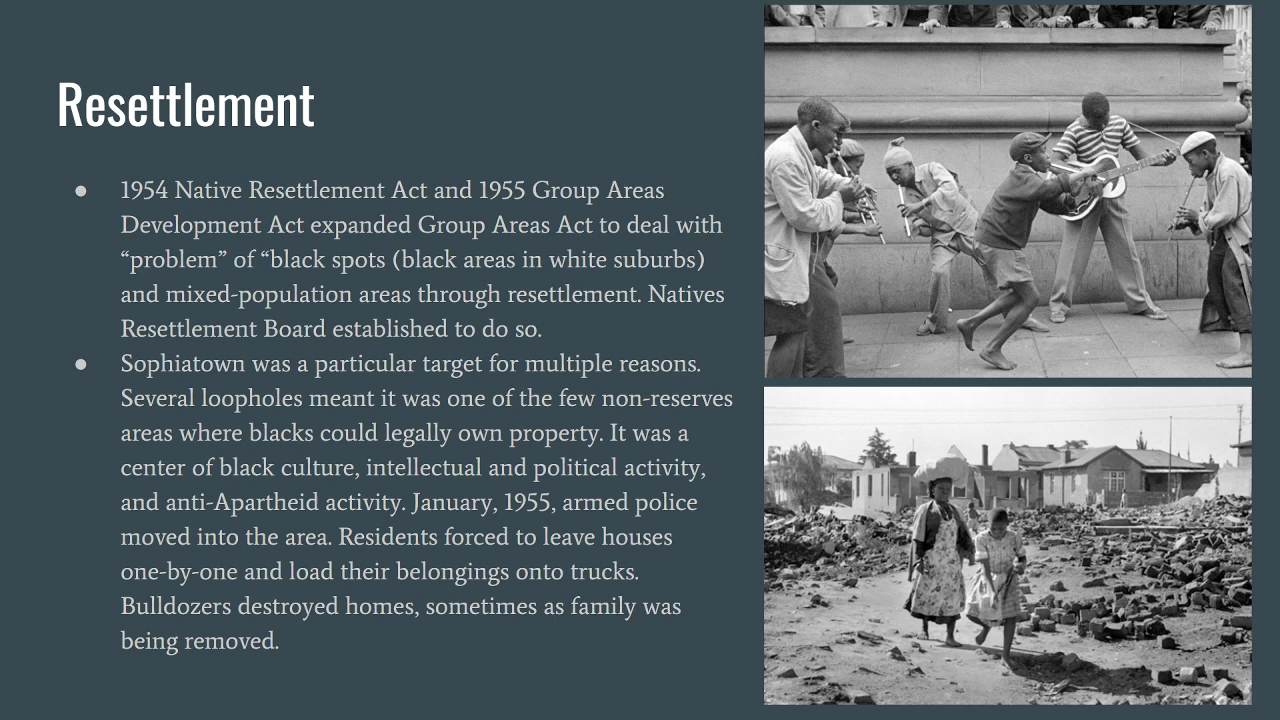 Resettlement
● 1954 Native Resettlement Act and 1955 Group Areas
Development Act expanded Group Areas Act to deal with
“problem” of “black spots (black areas in white suburbs)
and mixed-population areas through resettlement. Natives
Resettlement Board established to do so.
● Sophiatown was a particular target for multiple reasons.
Several loopholes meant it was one of the few non-reserves
areas where blacks could legally own property. It was a
center of black culture, intellectual and political activity,
and anti-Apartheid activity. January, 1955, armed police
moved into the area. Residents forced to leave houses
one-by-one and load their belongings onto trucks.
Bulldozers destroyed homes, sometimes as family was
being removed.